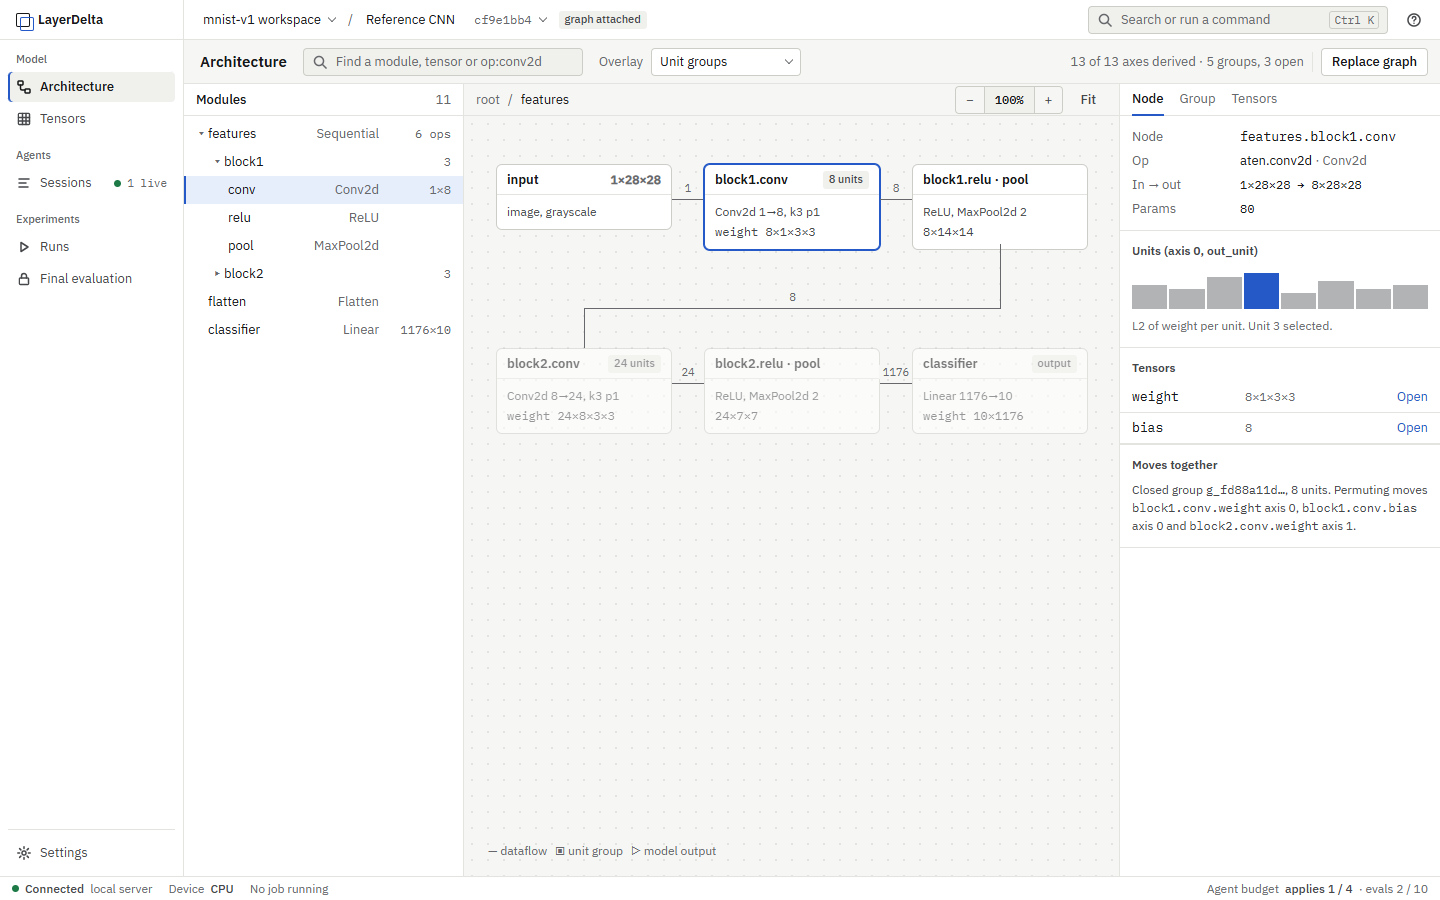 LayerDelta
mnist-v1 workspace / Reference CNN cf9e1bb4 graph attached
Search or run a command Ctrl K
Model
Architecture
Tensors
Agents
Sessions 1 live
Experiments
Runs
Final evaluation
Settings
Architecture
Find a module, tensor or op:conv2d
Overlay Unit groups
13 of 13 axes derived · 5 groups, 3 open
Replace graph
Modules 11
features Sequential 6 ops
block1 3
conv Conv2d 1×8
relu ReLU
pool MaxPool2d
block2 3
flatten Flatten
classifier Linear 1176×10
root / features
− 100% + Fit
input 1×28×28
image, grayscale
1
block1.conv 8 units
Conv2d 1→8, k3 p1
weight 8×1×3×3
8
block1.relu · pool
ReLU, MaxPool2d 2
8×14×14
8
block2.conv 24 units
Conv2d 8→24, k3 p1
weight 24×8×3×3
24
block2.relu · pool
ReLU, MaxPool2d 2
24×7×7
1176
classifier output
Linear 1176→10
weight 10×1176
dataflow unit group model output
Node Group Tensors
Node features.block1.conv
Op aten.conv2d · Conv2d
In → out 1×28×28 → 8×28×28
Params 80
Units (axis 0, out_unit)
L2 of weight per unit. Unit 3 selected.
Tensors
weight 8×1×3×3 Open
bias 8 Open
Moves together
Closed group g_fd88a11d…, 8 units. Permuting moves
block1.conv.weight axis 0, block1.conv.bias
axis 0 and block2.conv.weight axis 1.
Connected local server Device CPU No job running
Agent budget applies 1 / 4 · evals 2 / 10